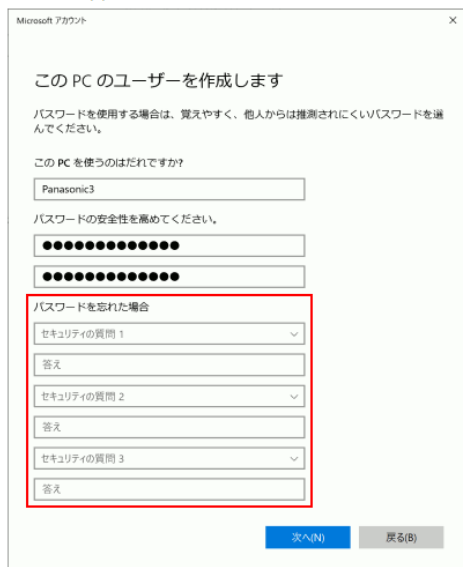 Microsoft アカウント
この PC のユーザーを作成します
パスワードを使用する場合は、覚えやすく、他人からは推測されにくいパスワードを選
んでください。
この PC を使うのはだれですか?
Panasonic3
パスワードの安全性を高めてください。
●●●●●●●●●●●●●
●●●●●●●●●●●●●
パスワードを忘れた場合
セキュリティの質問 1
答え
セキュリティの質問 2
答え
セキュリティの質問 3
答え
次へ(N)
戻る(B)